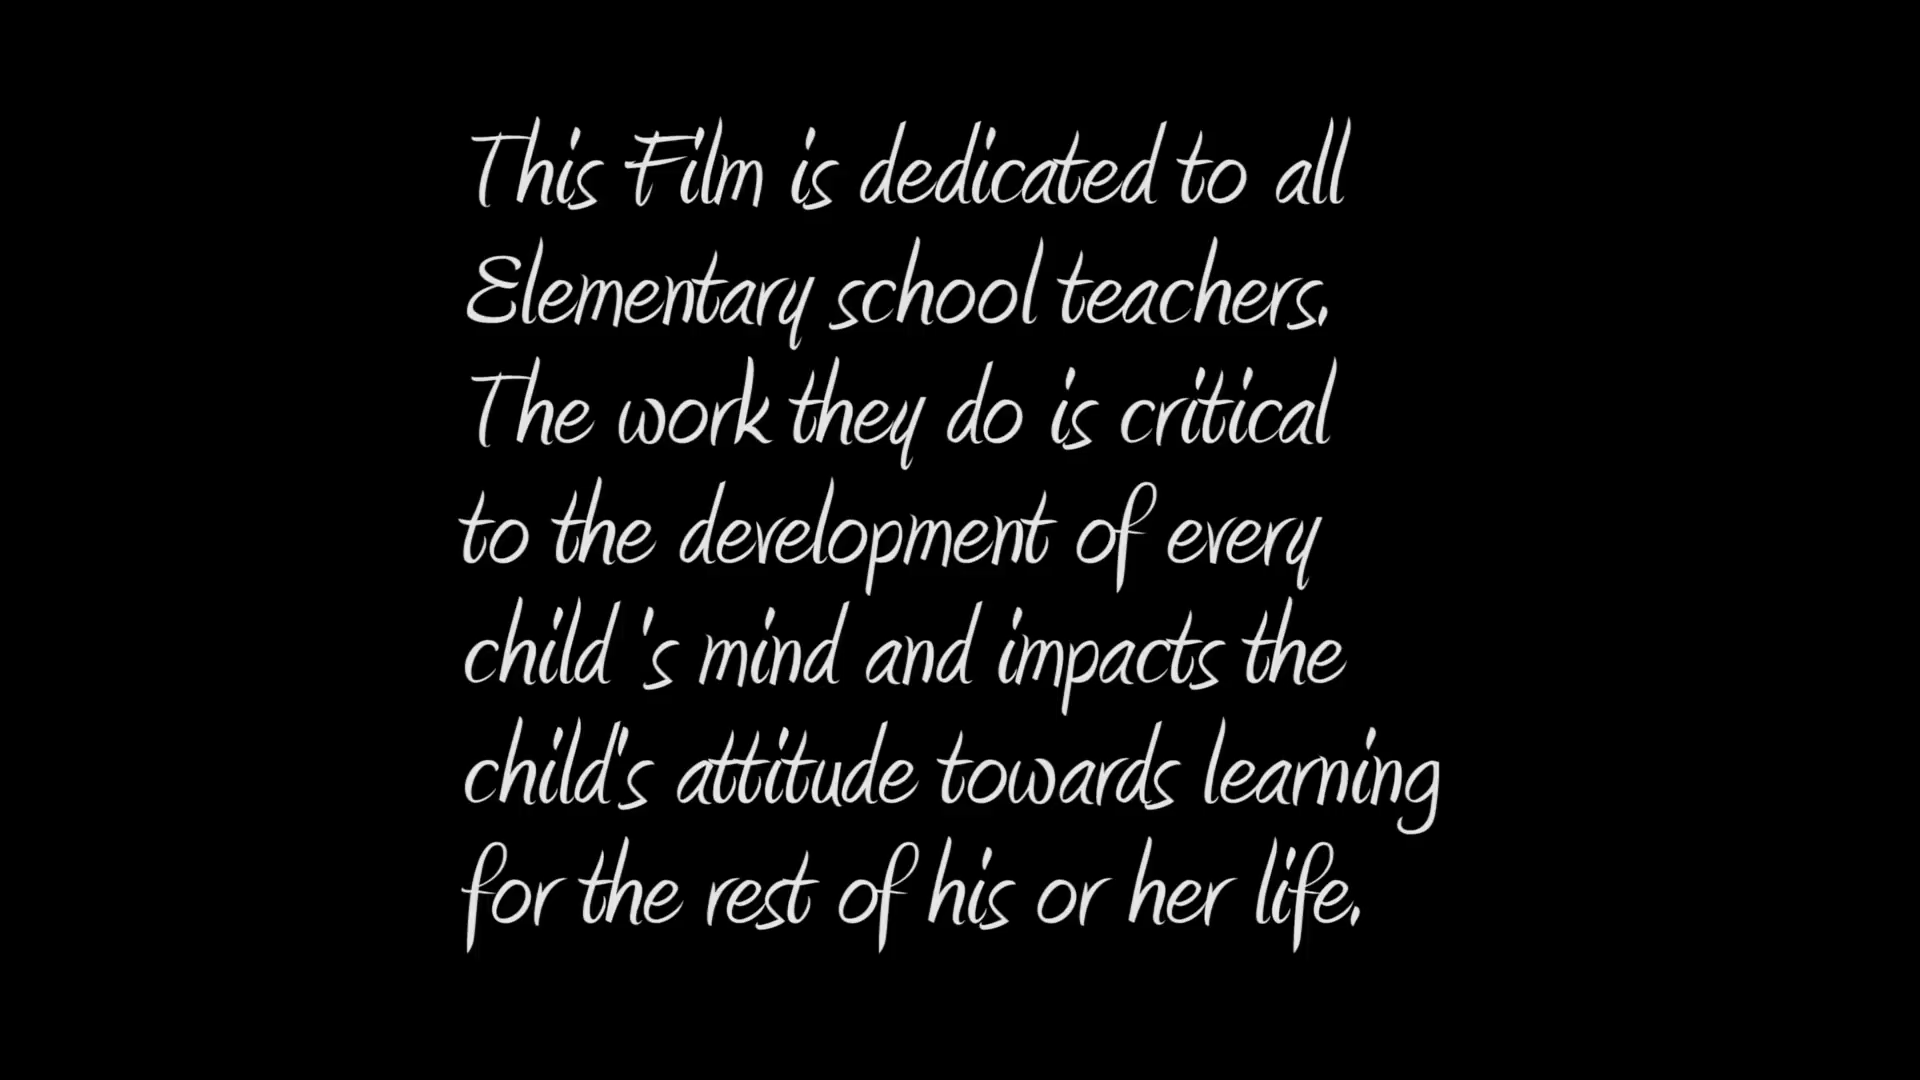 This Film is dedicated to all
Elementary school teachers.
The work they do is critical
to the development of every
child 's mind and impacts the
child's attitude towards learning
for the rest of his or her life.